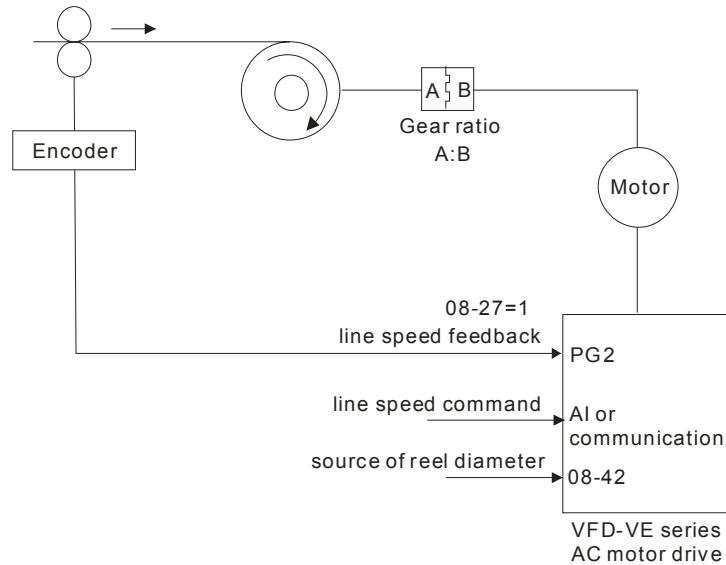 A B
Gear ratio
A:B
Encoder
Motor
08-27=1
line speed feedback
PG2
line speed command
AI or
communication
source of reel diameter
08-42
VFD-VE series
AC motor drive